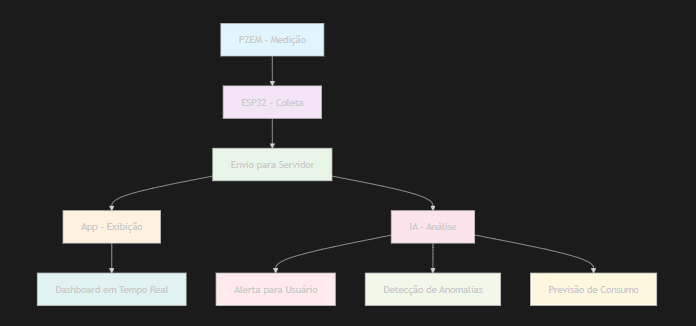 PZEM - Medição
ESP32 - Coleta
Envio para Servidor
App - Exibição
IA - Análise
Dashboard em Tempo Real
Alerta para Usuário
Detecção de Anomalias
Previsão de Consumo